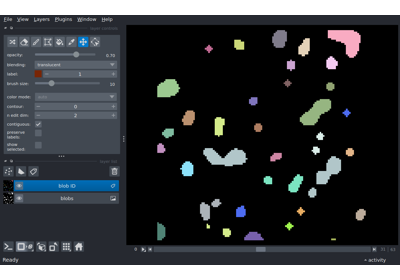 File View Layers Plugins Window Help
opacity: 0.70
blending: translucent
label: 1
brush size: 10
color mode:
contour: 0
n edit dim: 2
contiguous:
preserve labels:
show selected:
blob ID
blobs
Ready
activity